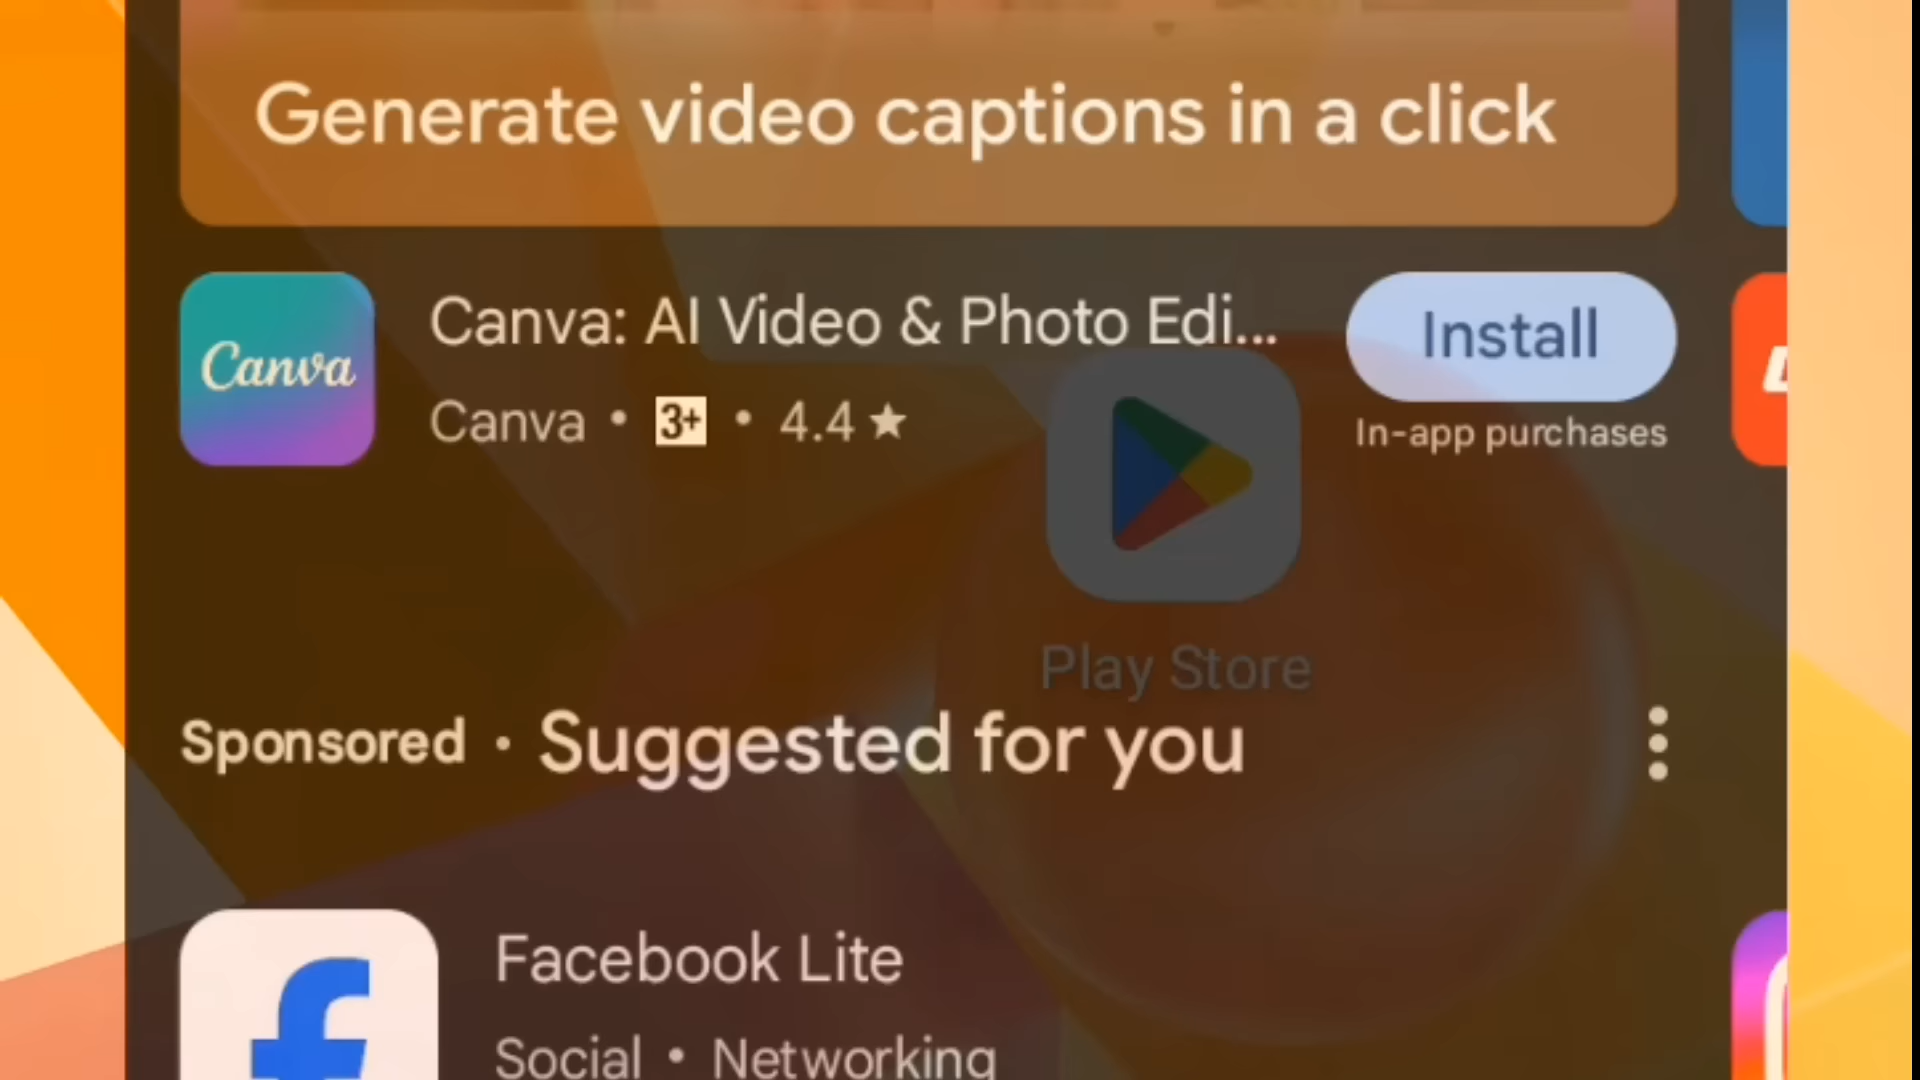 Generate video captions in a click
Canva
Canva: AI Video & Photo Edi...
Install
Canva • 3+ • 4.4 ★
In-app purchases
Play Store
Sponsored • Suggested for you
Facebook Lite
Social • Networking